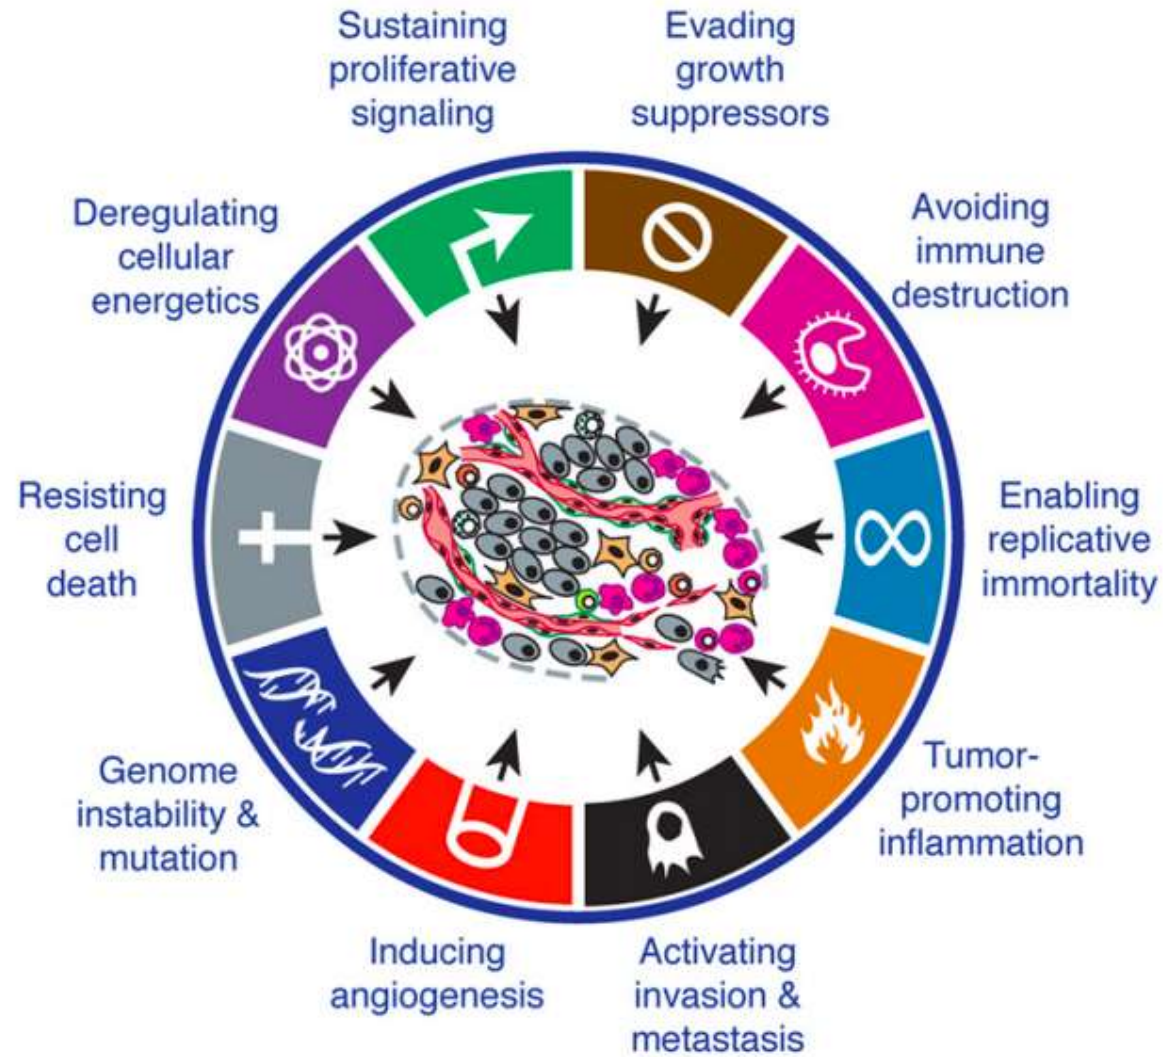 Sustaining
proliferative
signaling
Evading
growth
suppressors
Avoiding
immune
destruction
Enabling
replicative
immortality
Tumor-
promoting
inflammation
Activating
invasion &
metastasis
Inducing
angiogenesis
Genome
instability &
mutation
Resisting
cell
death
Deregulating
cellular
energetics